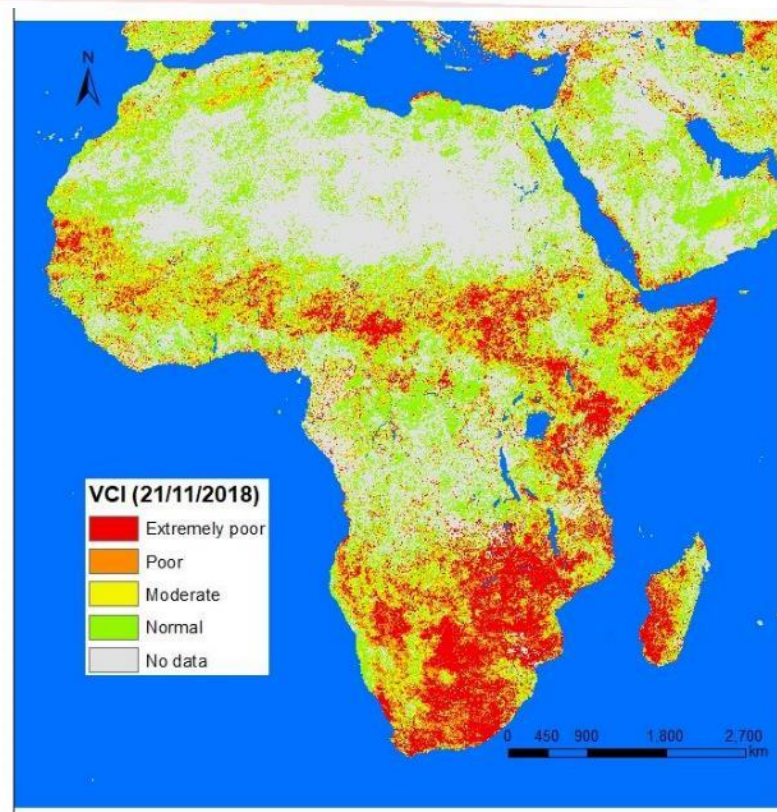 N
VCI (21/11/2018)
Extremely poor
Poor
Moderate
Normal
No data
0 450 900 1,800 2,700
km